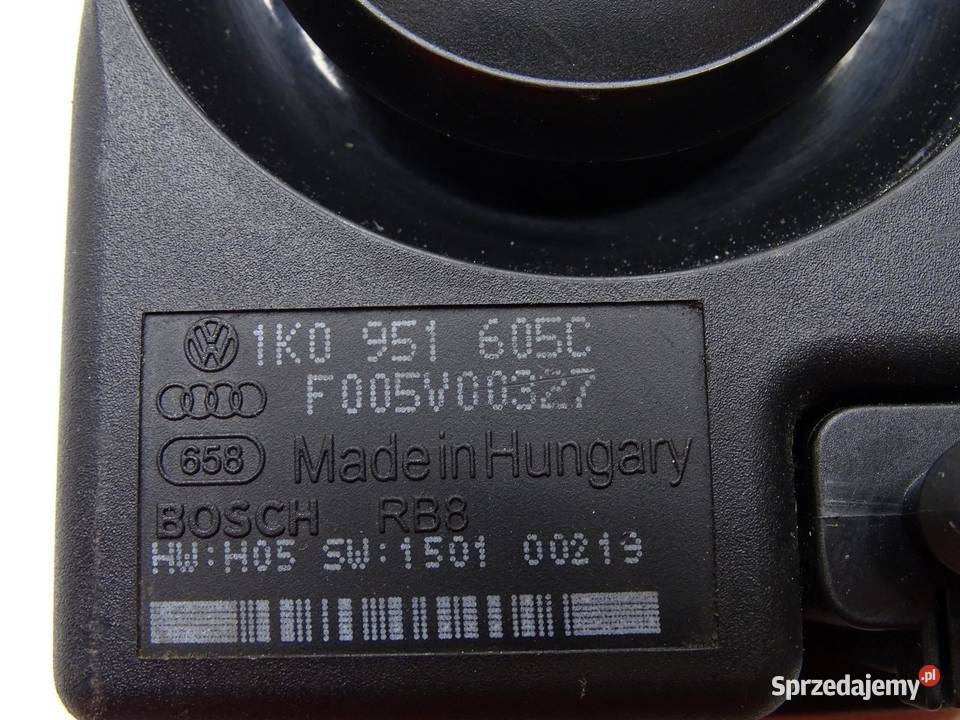 1K0 951 605C
F005V00327
658 Made in Hungary
BOSCH RB8
HW:H05 SW:1501 00219
Sprzedajemy.pl